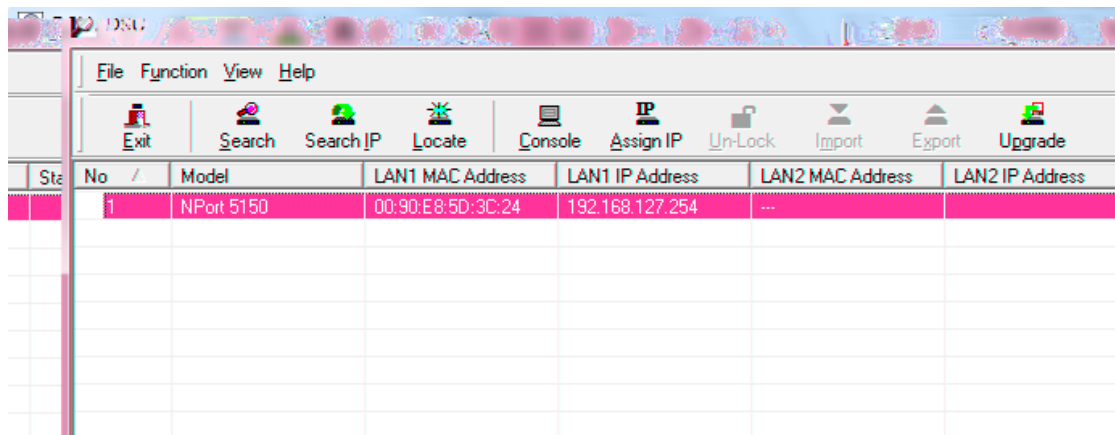 DSU
File Function View Help
Exit Search Search IP Locate Console Assign IP Un-Lock Import Export Upgrade
Sta No Model LAN1 MAC Address LAN1 IP Address LAN2 MAC Address LAN2 IP Address
1 NPort 5150 00:90:E8:5D:3C:24 192.168.127.254 ---